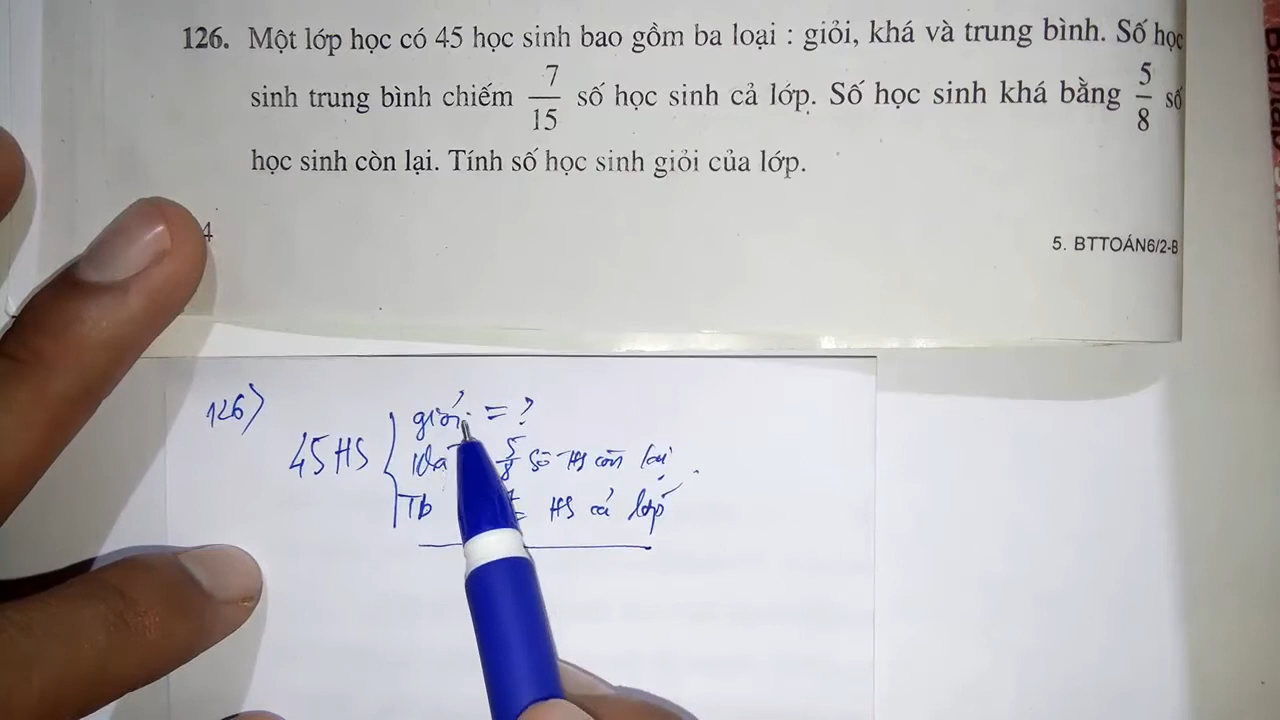 126. Một lớp học có 45 học sinh bao gồm ba loại : giỏi, khá và trung bình. Số học
sinh trung bình chiếm 7/15 số học sinh cả lớp. Số học sinh khá bằng 5/8 số
học sinh còn lại. Tính số học sinh giỏi của lớp.
4
5. BTTOÁN6/2-B
126)
giỏi = ?
45HS
5/8 số HS còn lại
Tb HS cả lớp